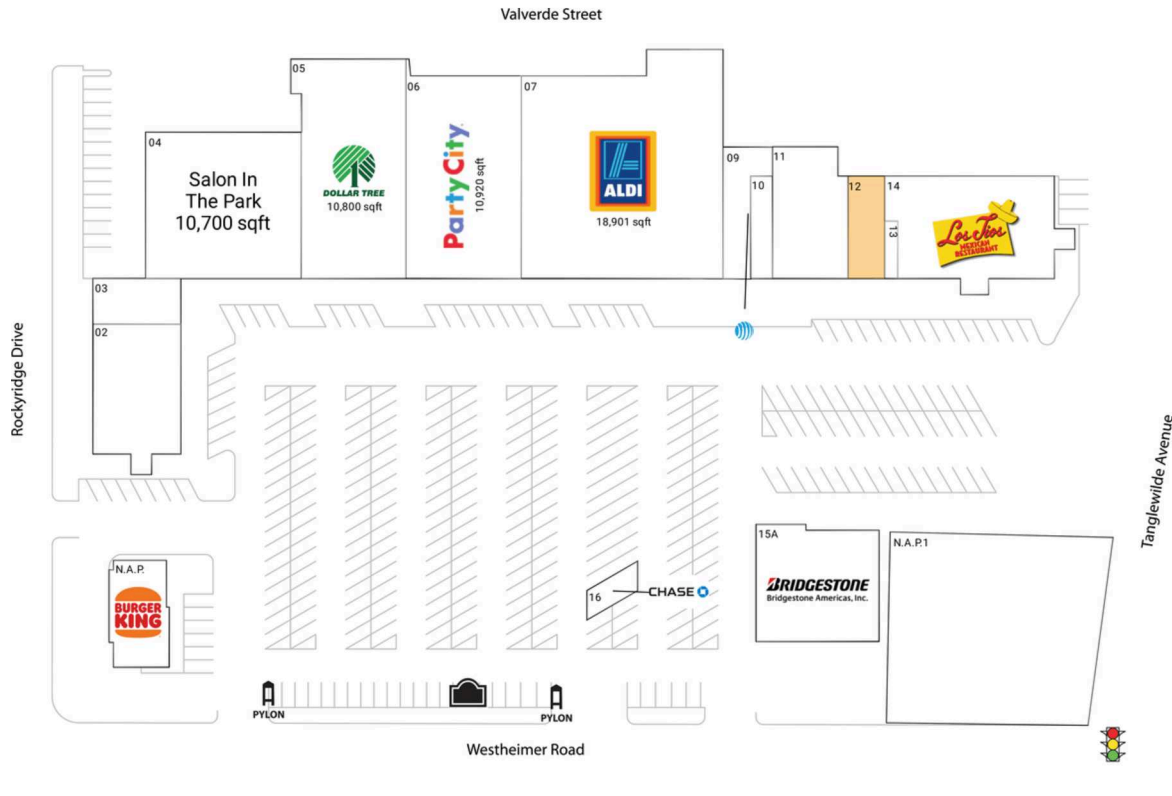 Valverde Street
05
06
07
04
Salon In
The Park
10,700 sqft
DOLLAR TREE
10,800 sqft
Party City
10,920 sqft
ALDI
18,901 sqft
09
10
11
12
14
13
Los Tios
MEXICAN
RESTAURANT
03
02
Rockyridge Drive
Tanglewilde Avenue
N.A.P.
BURGER
KING
16
CHASE
15A
BRIDGESTONE
Bridgestone Americas, Inc.
N.A.P.1
PYLON
PYLON
Westheimer Road